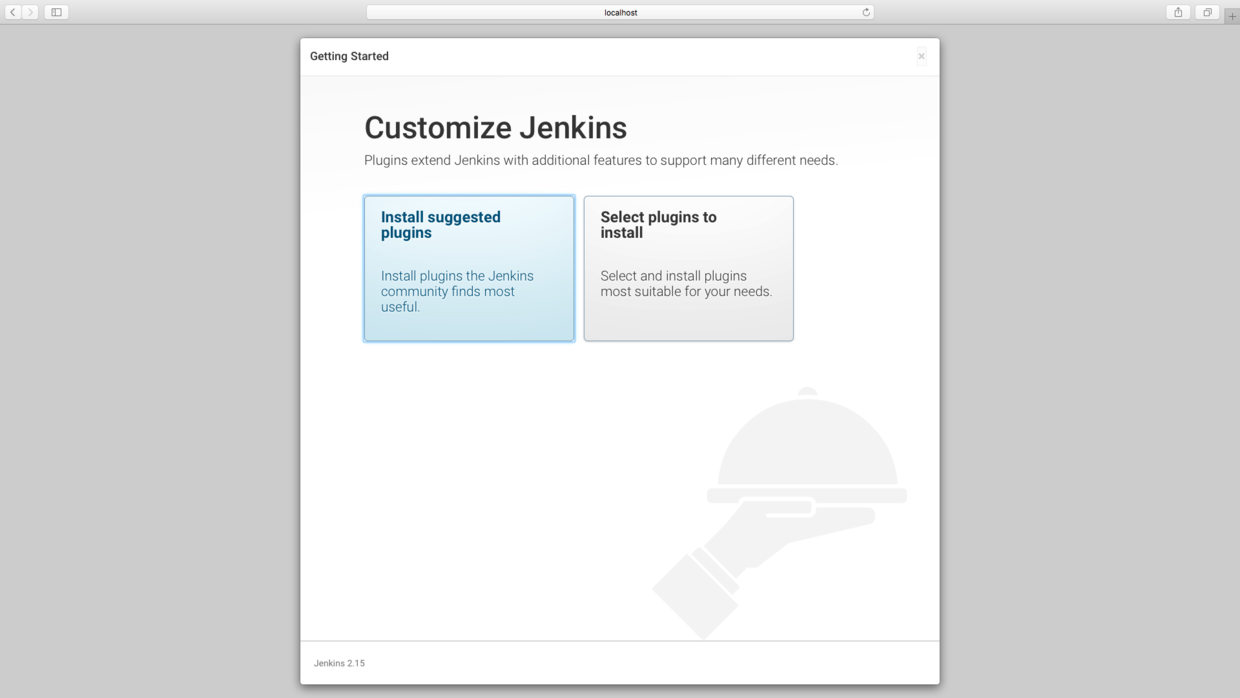 localhost
Getting Started
×
Customize Jenkins
Plugins extend Jenkins with additional features to support many different needs.
Install suggested
plugins
Install plugins the Jenkins
community finds most
useful.
Select plugins to
install
Select and install plugins
most suitable for your needs.
Jenkins 2.15